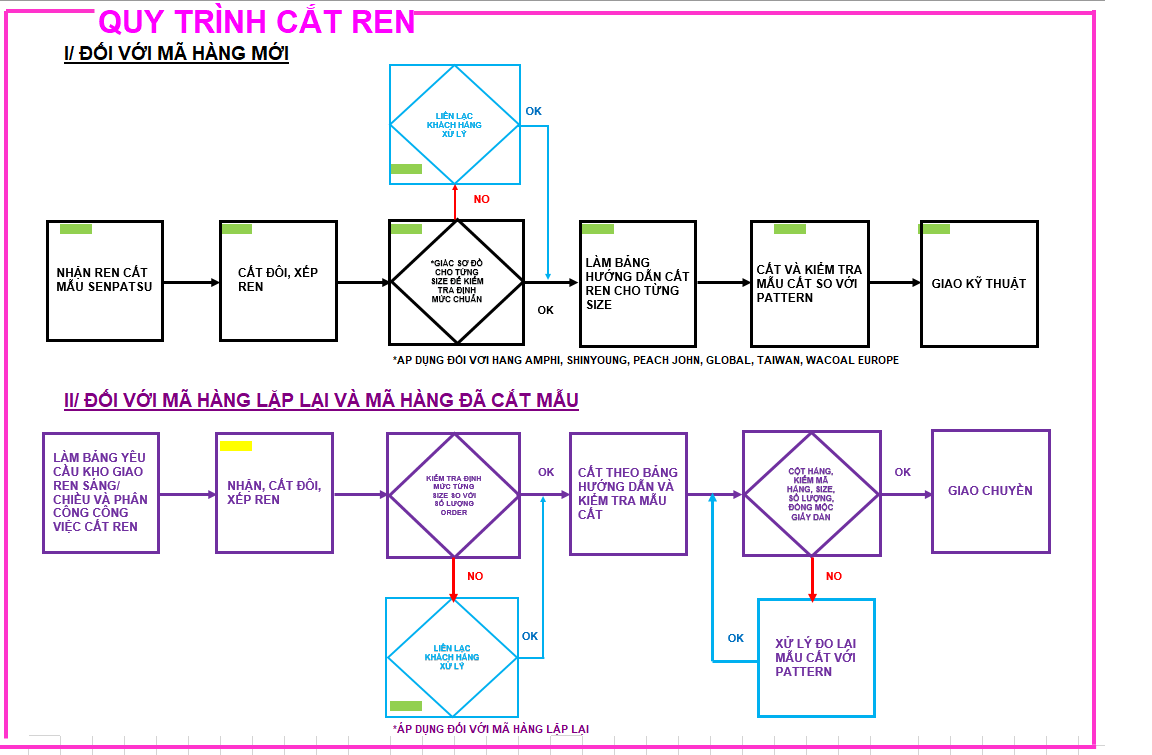 QUY TRÌNH CẮT REN
I/ ĐỐI VỚI MÃ HÀNG MỚI
LIÊN LẠC
KHÁCH HÀNG
XỬ LÝ
OK
NO
NHẬN REN CẮT
MẪU SENPATSU
CẮT ĐÔI, XẾP
REN
*GIÁC SƠ ĐỒ
CHO TỪNG
SIZE ĐỂ KIỂM
TRA ĐỊNH
MỨC CHUẨN
OK
LÀM BẢNG
HƯỚNG DẪN CẮT
REN CHO TỪNG
SIZE
CẮT VÀ KIỂM TRA
MẪU CẮT SO VỚI
PATTERN
GIAO KỸ THUẬT
*ÁP DỤNG ĐỐI VỚI HÀNG AMPHI, SHINYOUNG, PEACH JOHN, GLOBAL, TAIWAN, WACOAL EUROPE
II/ ĐỐI VỚI MÃ HÀNG LẶP LẠI VÀ MÃ HÀNG ĐÃ CẮT MẪU
LÀM BẢNG YÊU
CẦU KHO GIAO
REN SÁNG/
CHIỀU VÀ PHÂN
CÔNG CÔNG
VIỆC CẮT REN
NHẬN, CẮT ĐÔI,
XẾP REN
KIỂM TRA ĐỊNH
MỨC TỪNG
SIZE SO VỚI
SỐ LƯỢNG
ORDER
OK
NO
LIÊN LẠC
KHÁCH HÀNG
XỬ LÝ
OK
CẮT THEO BẢNG
HƯỚNG DẪN VÀ
KIỂM TRA MẪU
CẮT
CỘT HÀNG,
KIỂM MÃ
HÀNG, SIZE,
SỐ LƯỢNG,
ĐÓNG MỘC
GIẤY DÁN
OK
NO
GIAO CHUYỀN
OK
XỬ LÝ ĐO LẠI
MẪU CẮT VỚI
PATTERN
*ÁP DỤNG ĐỐI VỚI MÃ HÀNG LẶP LẠI